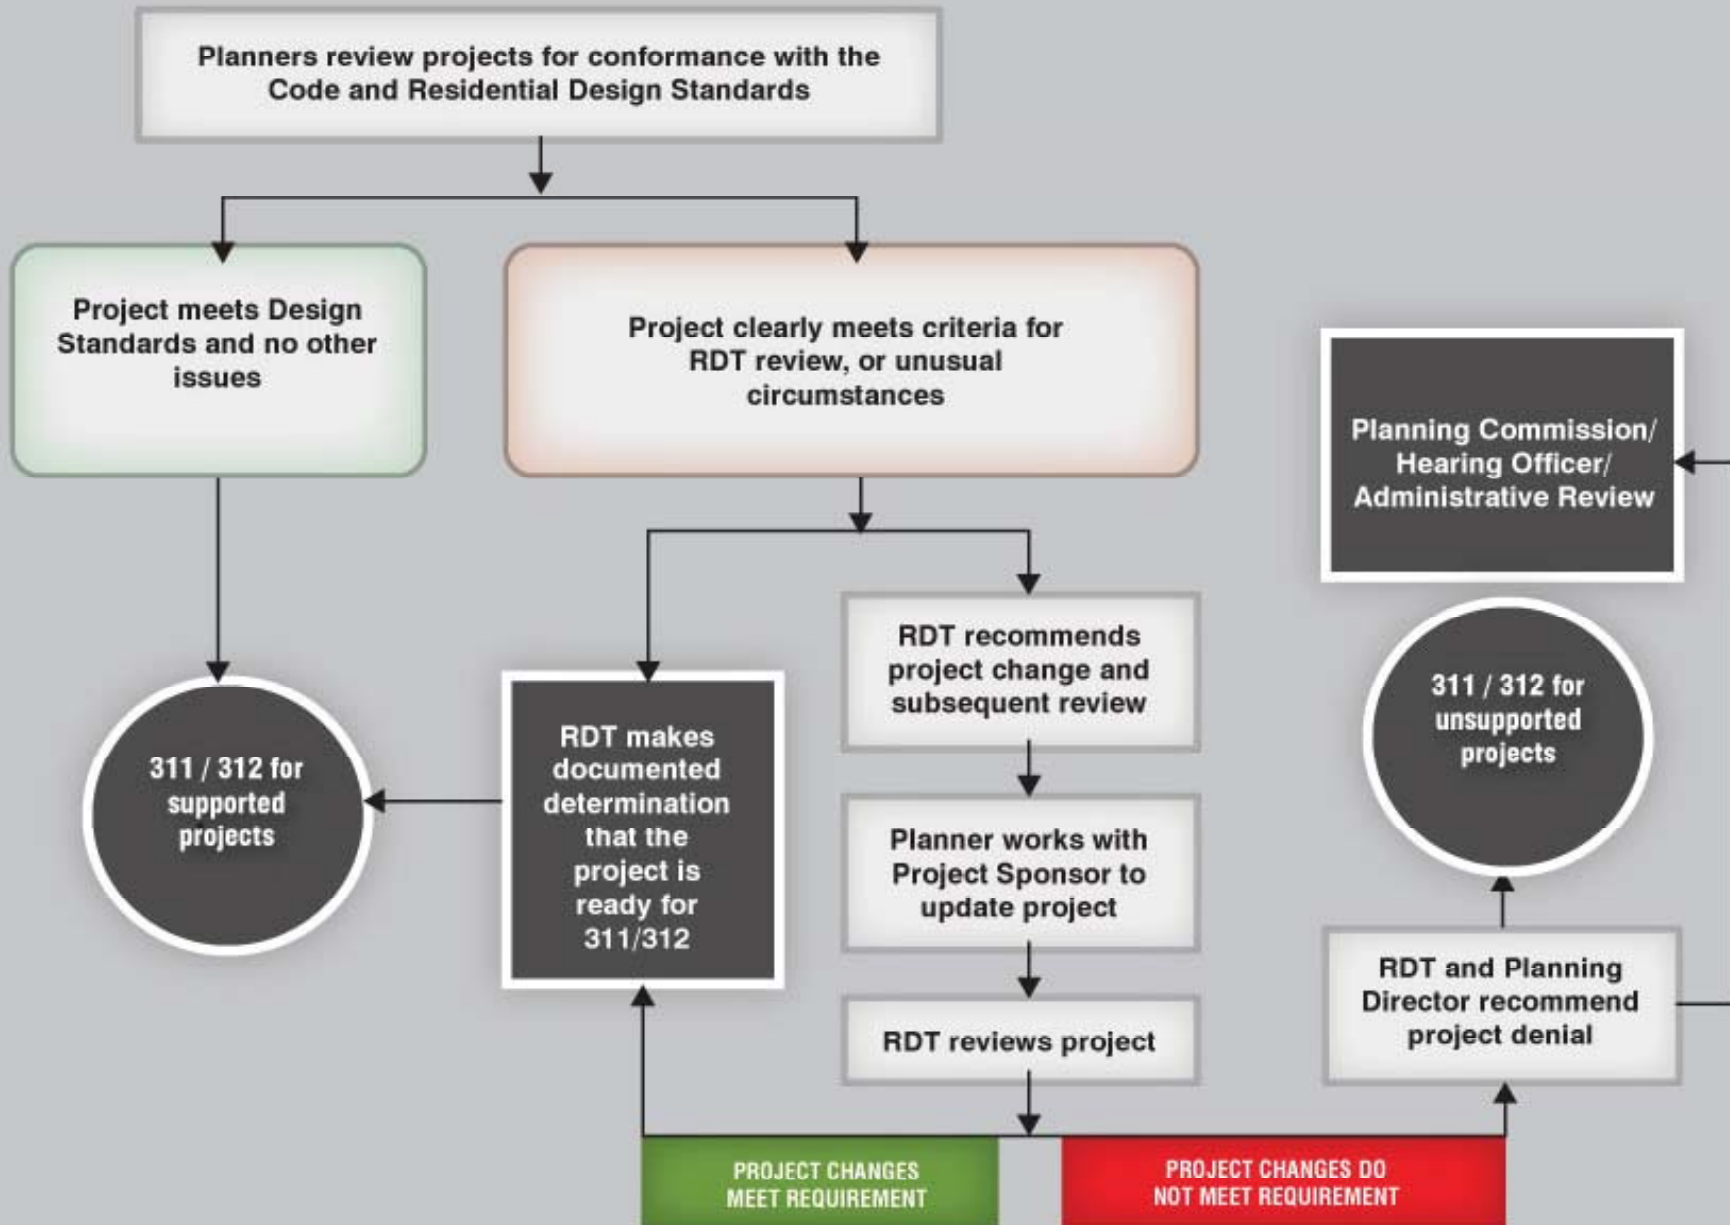 Planners review projects for conformance with the
Code and Residential Design Standards
Project meets Design
Standards and no other
issues
Project clearly meets criteria for
RDT review, or unusual
circumstances
Planning Commission/
Hearing Officer/
Administrative Review
RDT recommends
project change and
subsequent review
311 / 312 for
unsupported
projects
311 / 312 for
supported
projects
RDT makes
documented
determination
that the
project is
ready for
311/312
Planner works with
Project Sponsor to
update project
RDT reviews project
RDT and Planning
Director recommend
project denial
PROJECT CHANGES
MEET REQUIREMENT
PROJECT CHANGES DO
NOT MEET REQUIREMENT